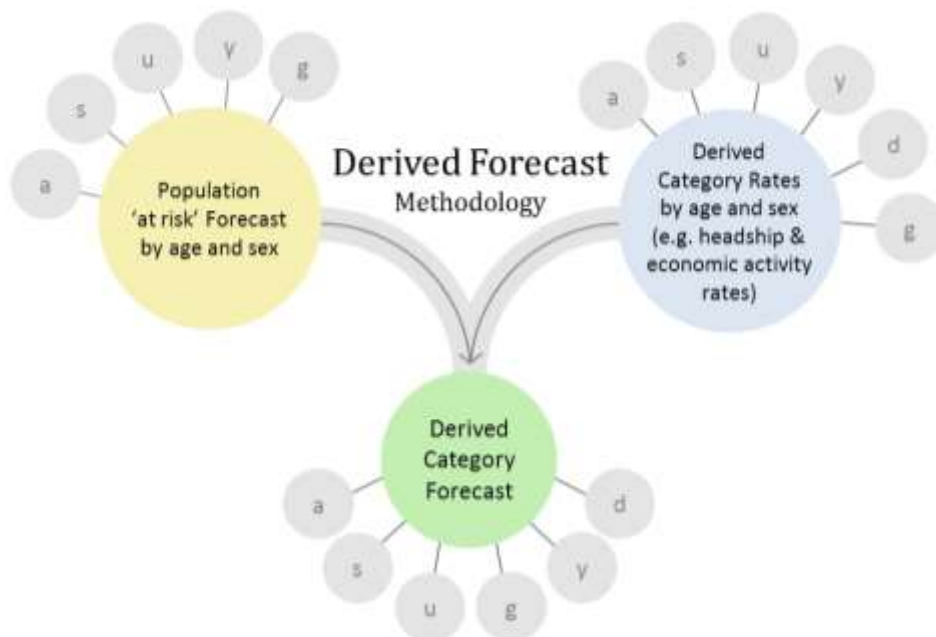 a
s
u
y
g
Population
'at risk' Forecast
by age and sex
Derived Forecast
Methodology
a
s
u
y
d
g
Derived
Category Rates
by age and sex
(e.g. headship &
economic activity
rates)
Derived
Category
Forecast
a
s
u
g
y
d